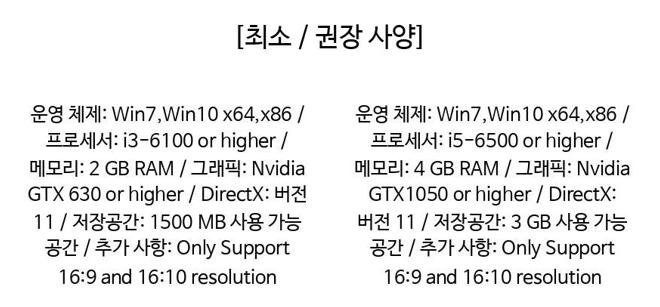 [최소 / 권장 사양]
운영 체제: Win7,Win10 x64,x86 /
프로세서: i3-6100 or higher /
메모리: 2 GB RAM / 그래픽: Nvidia
GTX 630 or higher / DirectX: 버전
11 / 저장공간: 1500 MB 사용 가능
공간 / 추가 사항: Only Support
16:9 and 16:10 resolution
운영 체제: Win7,Win10 x64,x86 /
프로세서: i5-6500 or higher /
메모리: 4 GB RAM / 그래픽: Nvidia
GTX1050 or higher / DirectX:
버전 11 / 저장공간: 3 GB 사용 가능
공간 / 추가 사항: Only Support
16:9 and 16:10 resolution